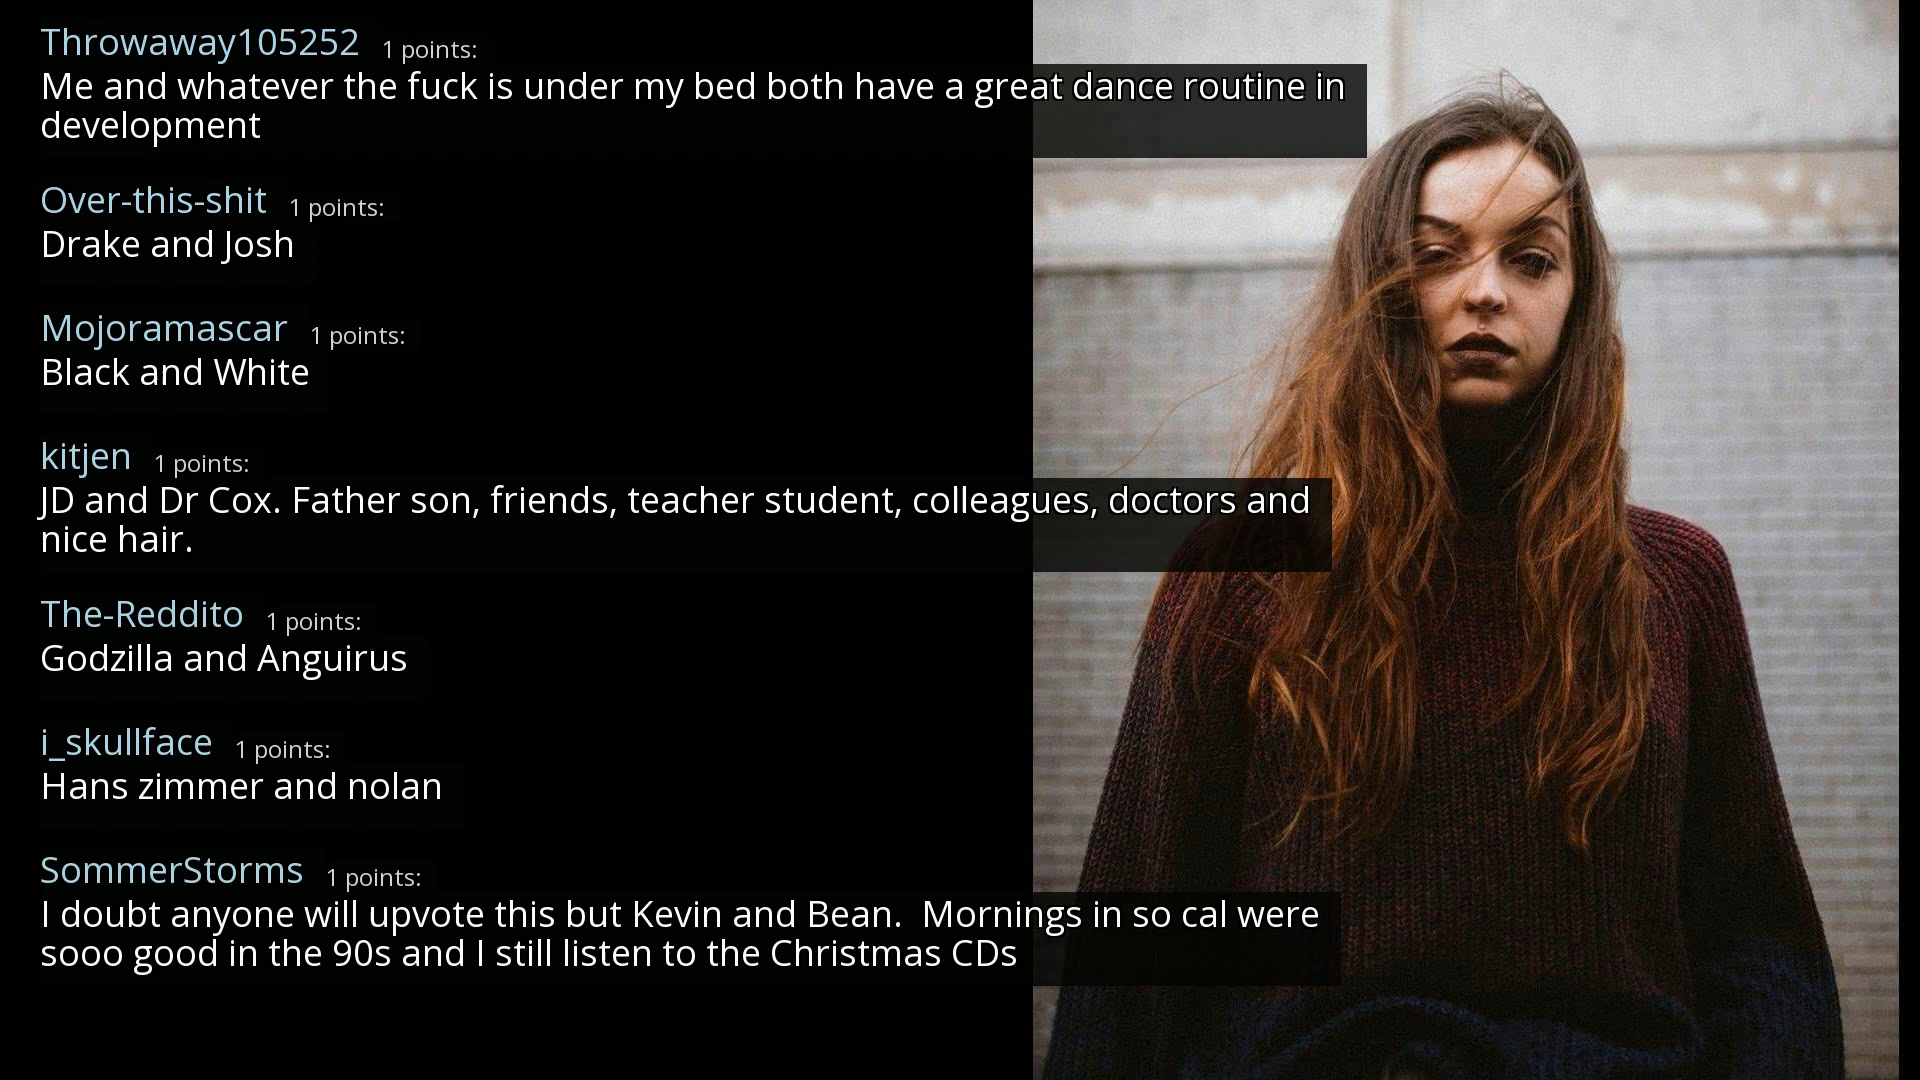 Throwaway105252 1 points:
Me and whatever the fuck is under my bed both have a great dance routine in
development
Over-this-shit 1 points:
Drake and Josh
Mojoramascar 1 points:
Black and White
kitjen 1 points:
JD and Dr Cox. Father son, friends, teacher student, colleagues, doctors and
nice hair.
The-Reddito 1 points:
Godzilla and Anguirus
i_skullface 1 points:
Hans zimmer and nolan
SommerStorms 1 points:
I doubt anyone will upvote this but Kevin and Bean.  Mornings in so cal were
sooo good in the 90s and I still listen to the Christmas CDs